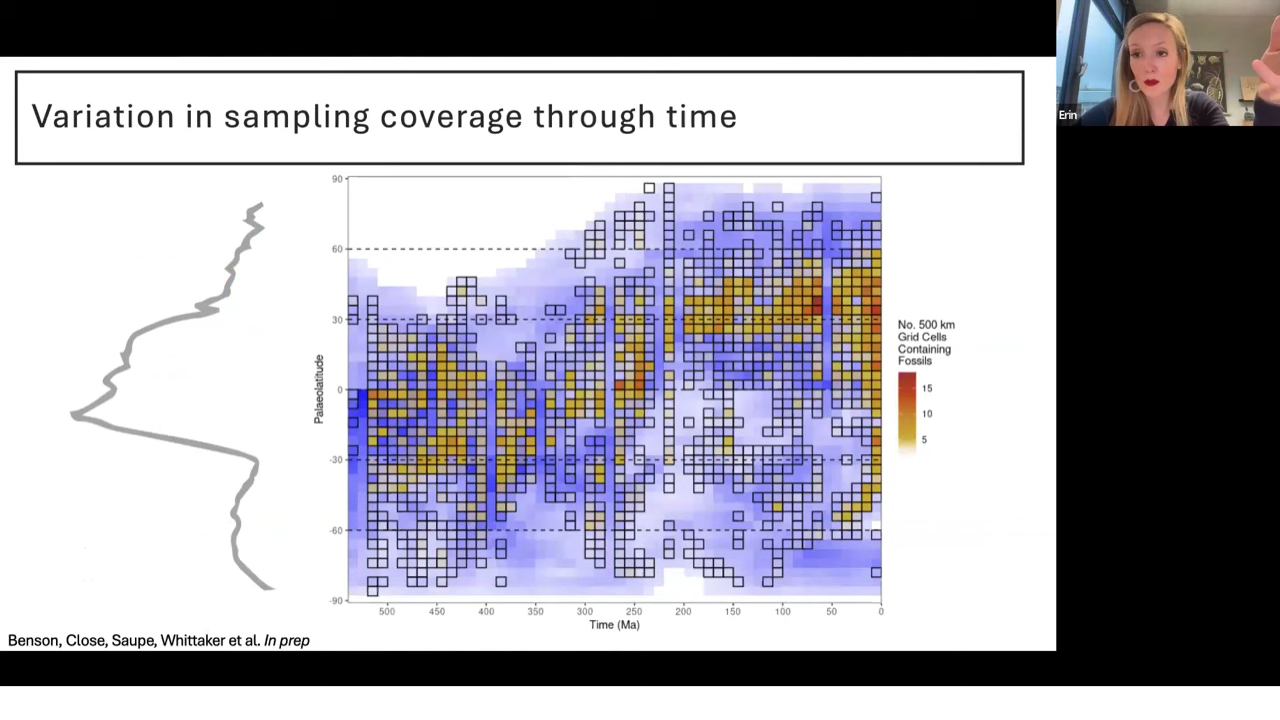 Erin
Variation in sampling coverage through time
90
60
30
0
-30
-60
-90
Palaeolatitude
500 450 400 350 300 250 200 150 100 50 0
Time (Ma)
No. 500 km
Grid Cells
Containing
Fossils
15
10
5
Benson, Close, Saupe, Whittaker et al. In prep